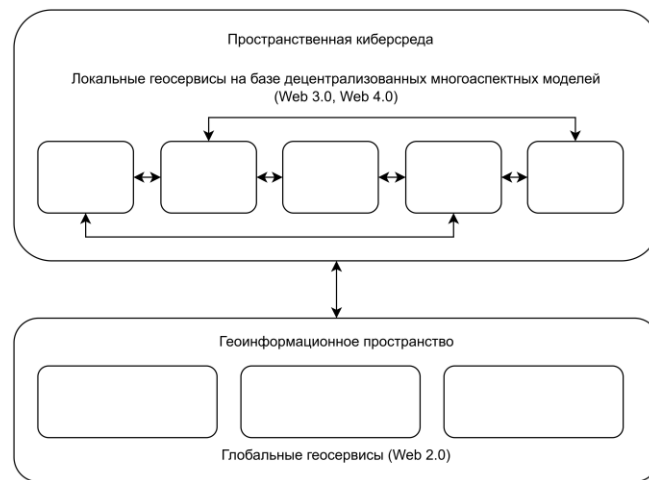 Пространственная киберсреда
Локальные геосервисы на базе децентрализованных многоаспектных моделей
(Web 3.0, Web 4.0)
Геоинформационное пространство
Глобальные геосервисы (Web 2.0)